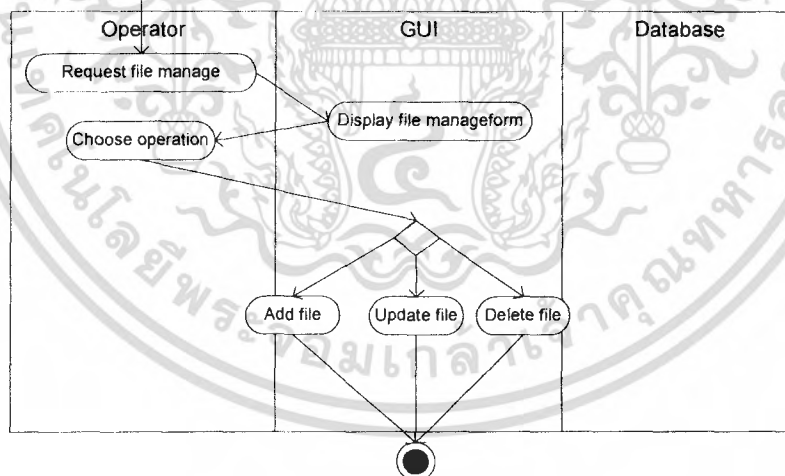 Operator
GUI
Database
Request file manage
Display file manageform
Choose operation
Add file
Update file
Delete file